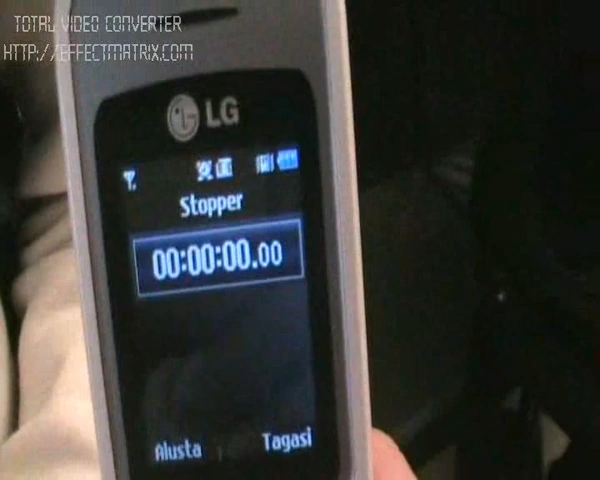 TOTAL VIDEO CONVERTER
HTTP://EFFECTMATRIX.COM
LG
Stopper
00:00:00.00
Alusta
Tagasi